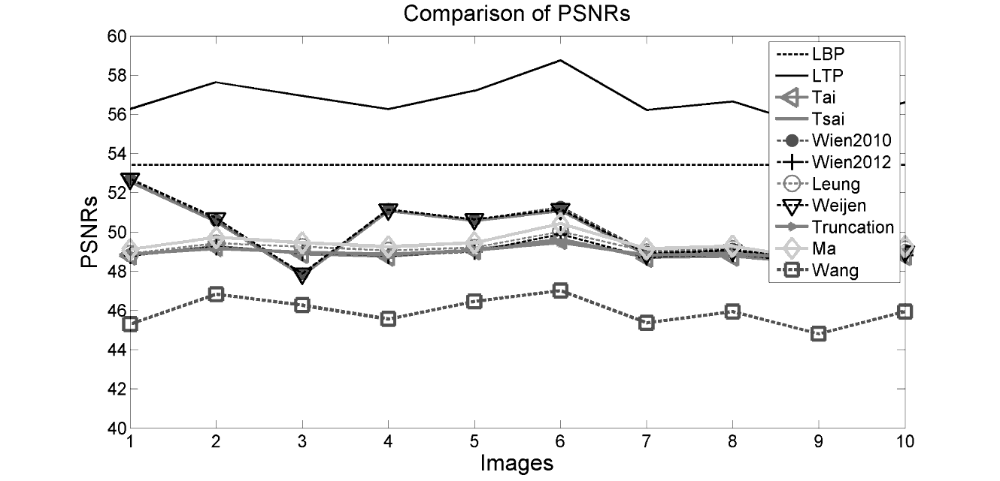 Comparison of PSNRs
60
58
56
54
52
50
48
46
44
42
40
PSNRs
1 2 3 4 5 6 7 8 9 10
Images
LBP
LTP
Tai
Tsai
Wien2010
Wien2012
Leung
Weijen
Truncation
Ma
Wang